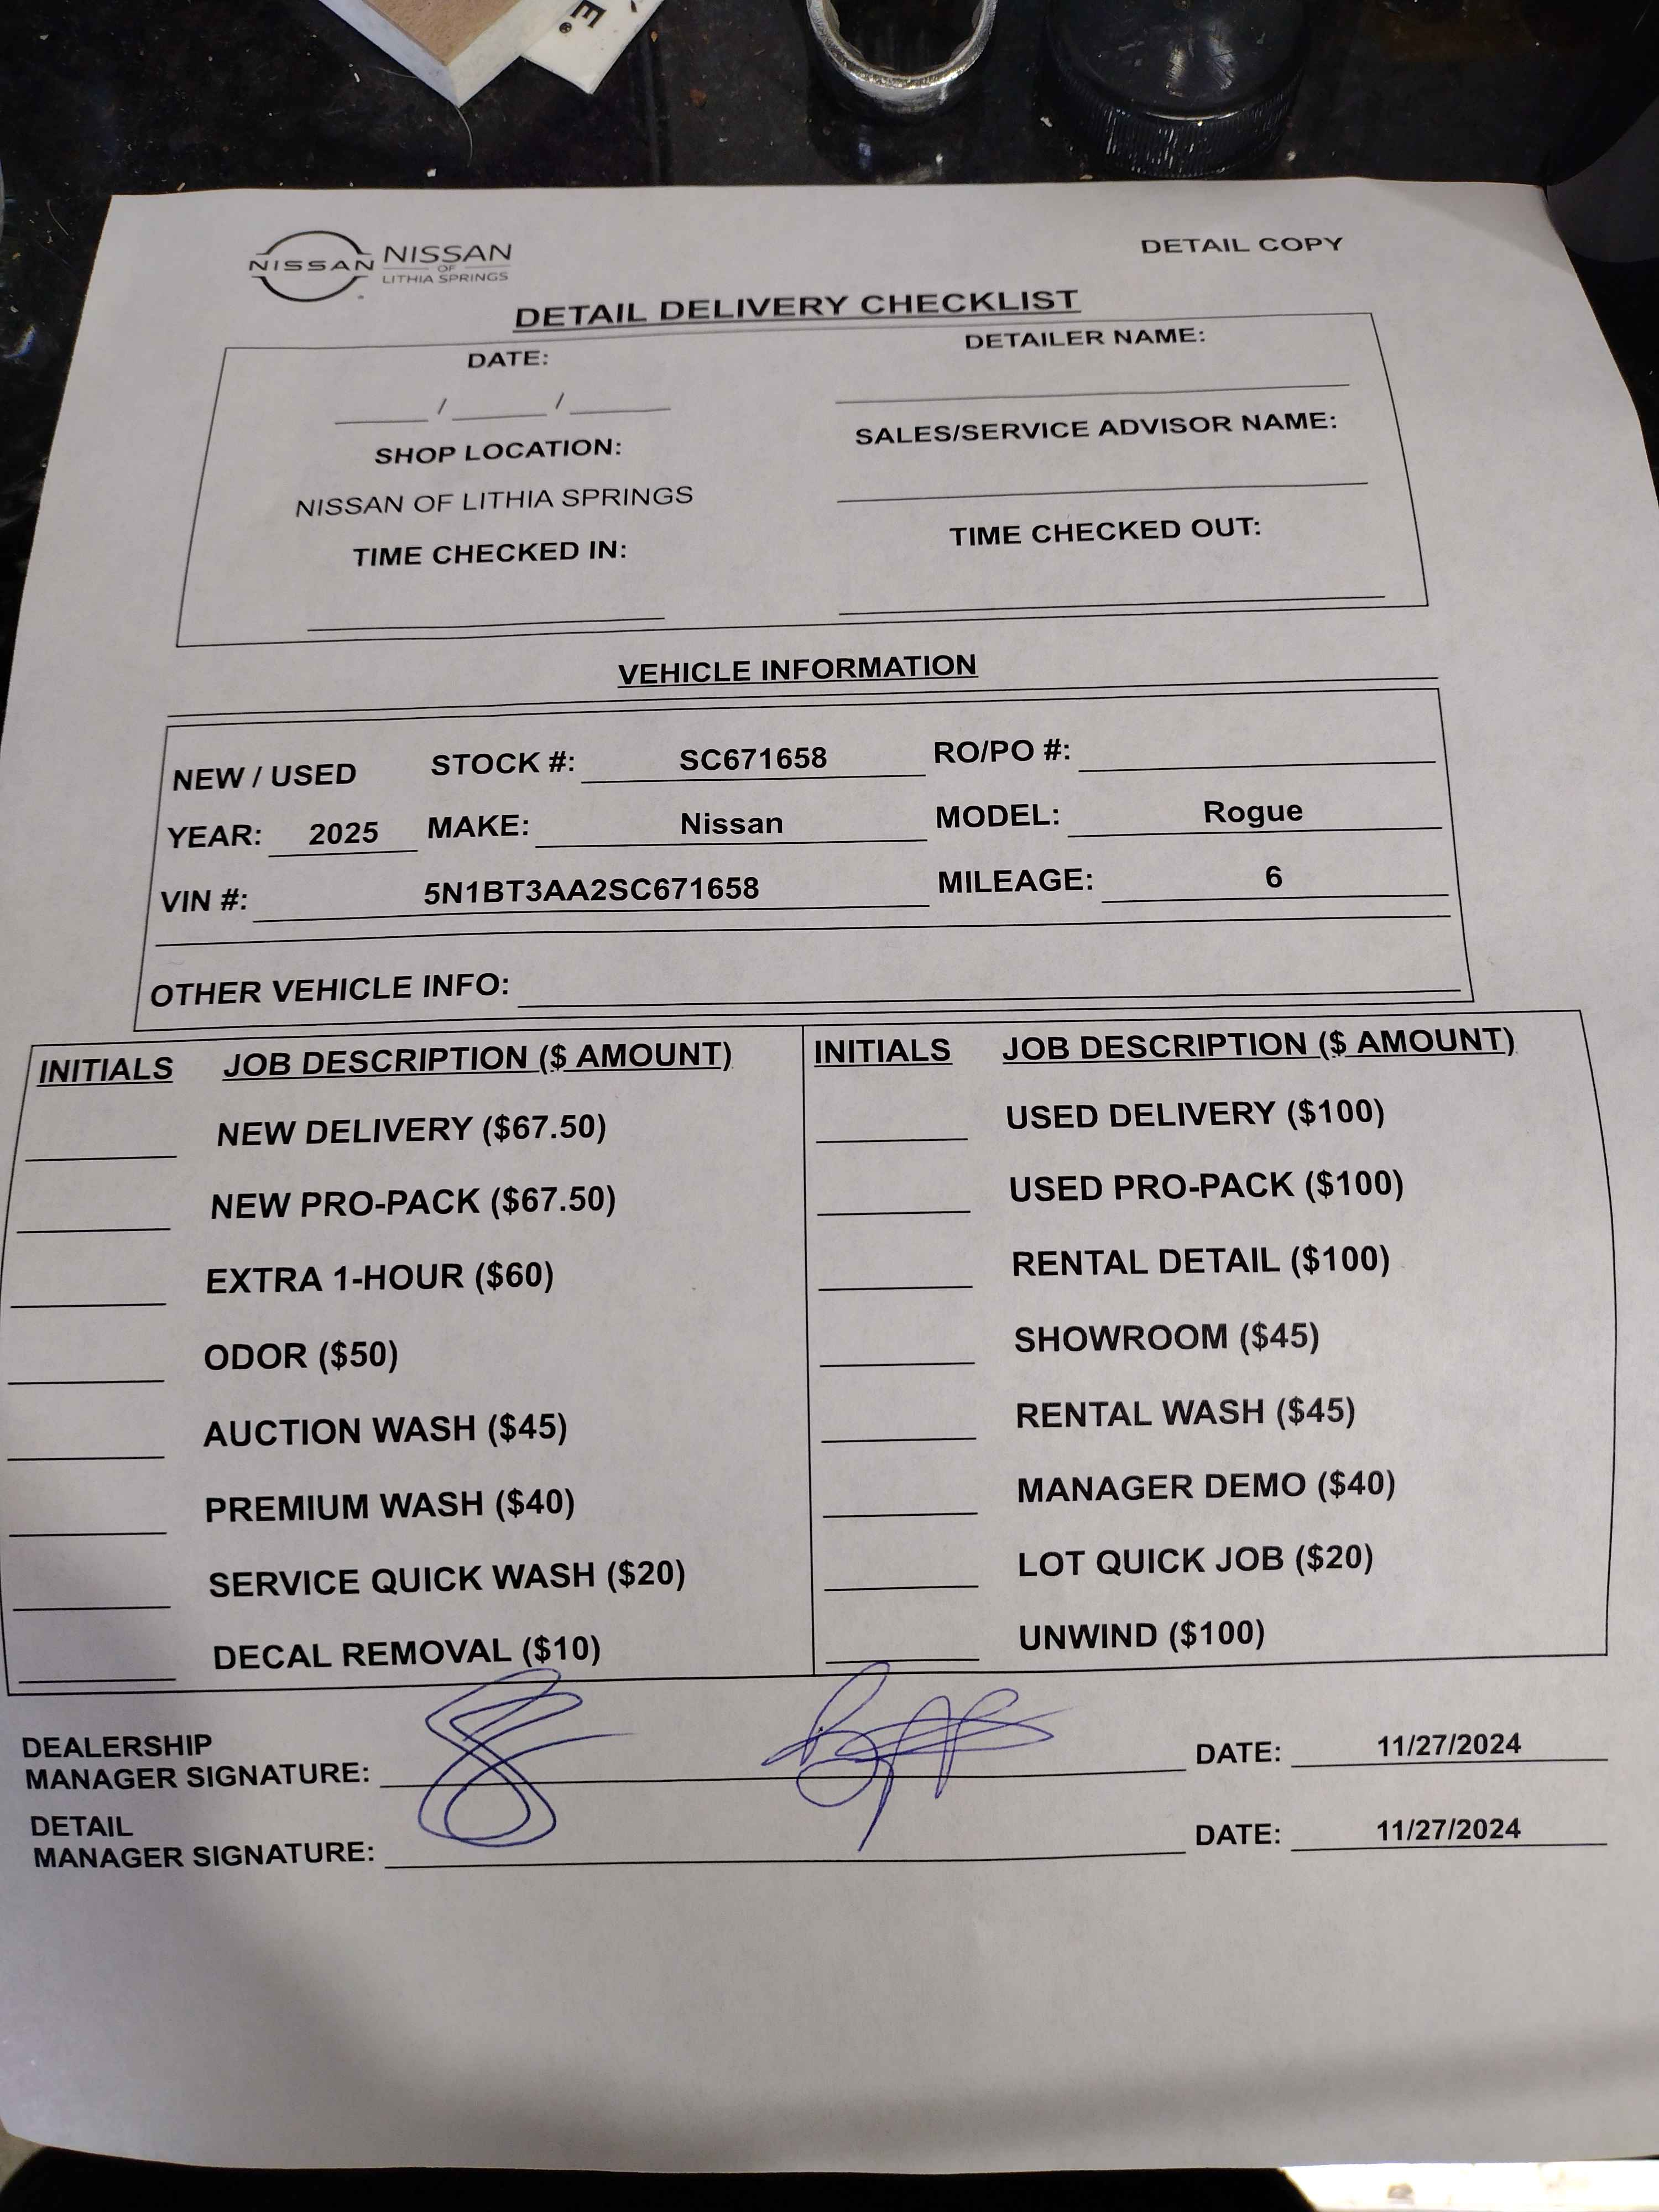 E.®
NISSAN NISSAN
OF
LITHIA SPRINGS
DETAIL COPY
DETAIL DELIVERY CHECKLIST
DATE:
DETAILER NAME:
____ / ____ / ____
SHOP LOCATION:
SALES/SERVICE ADVISOR NAME:
NISSAN OF LITHIA SPRINGS
TIME CHECKED IN:
TIME CHECKED OUT:
VEHICLE INFORMATION
NEW / USED STOCK #: SC671658 RO/PO #:
YEAR: 2025 MAKE: Nissan MODEL: Rogue
VIN #: 5N1BT3AA2SC671658 MILEAGE: 6
OTHER VEHICLE INFO:
INITIALS JOB DESCRIPTION ($ AMOUNT) INITIALS JOB DESCRIPTION ($ AMOUNT)
NEW DELIVERY ($67.50) USED DELIVERY ($100)
NEW PRO-PACK ($67.50) USED PRO-PACK ($100)
EXTRA 1-HOUR ($60) RENTAL DETAIL ($100)
ODOR ($50) SHOWROOM ($45)
AUCTION WASH ($45) RENTAL WASH ($45)
PREMIUM WASH ($40) MANAGER DEMO ($40)
SERVICE QUICK WASH ($20) LOT QUICK JOB ($20)
DECAL REMOVAL ($10) UNWIND ($100)
DEALERSHIP
MANAGER SIGNATURE: DATE: 11/27/2024
DETAIL
MANAGER SIGNATURE: DATE: 11/27/2024